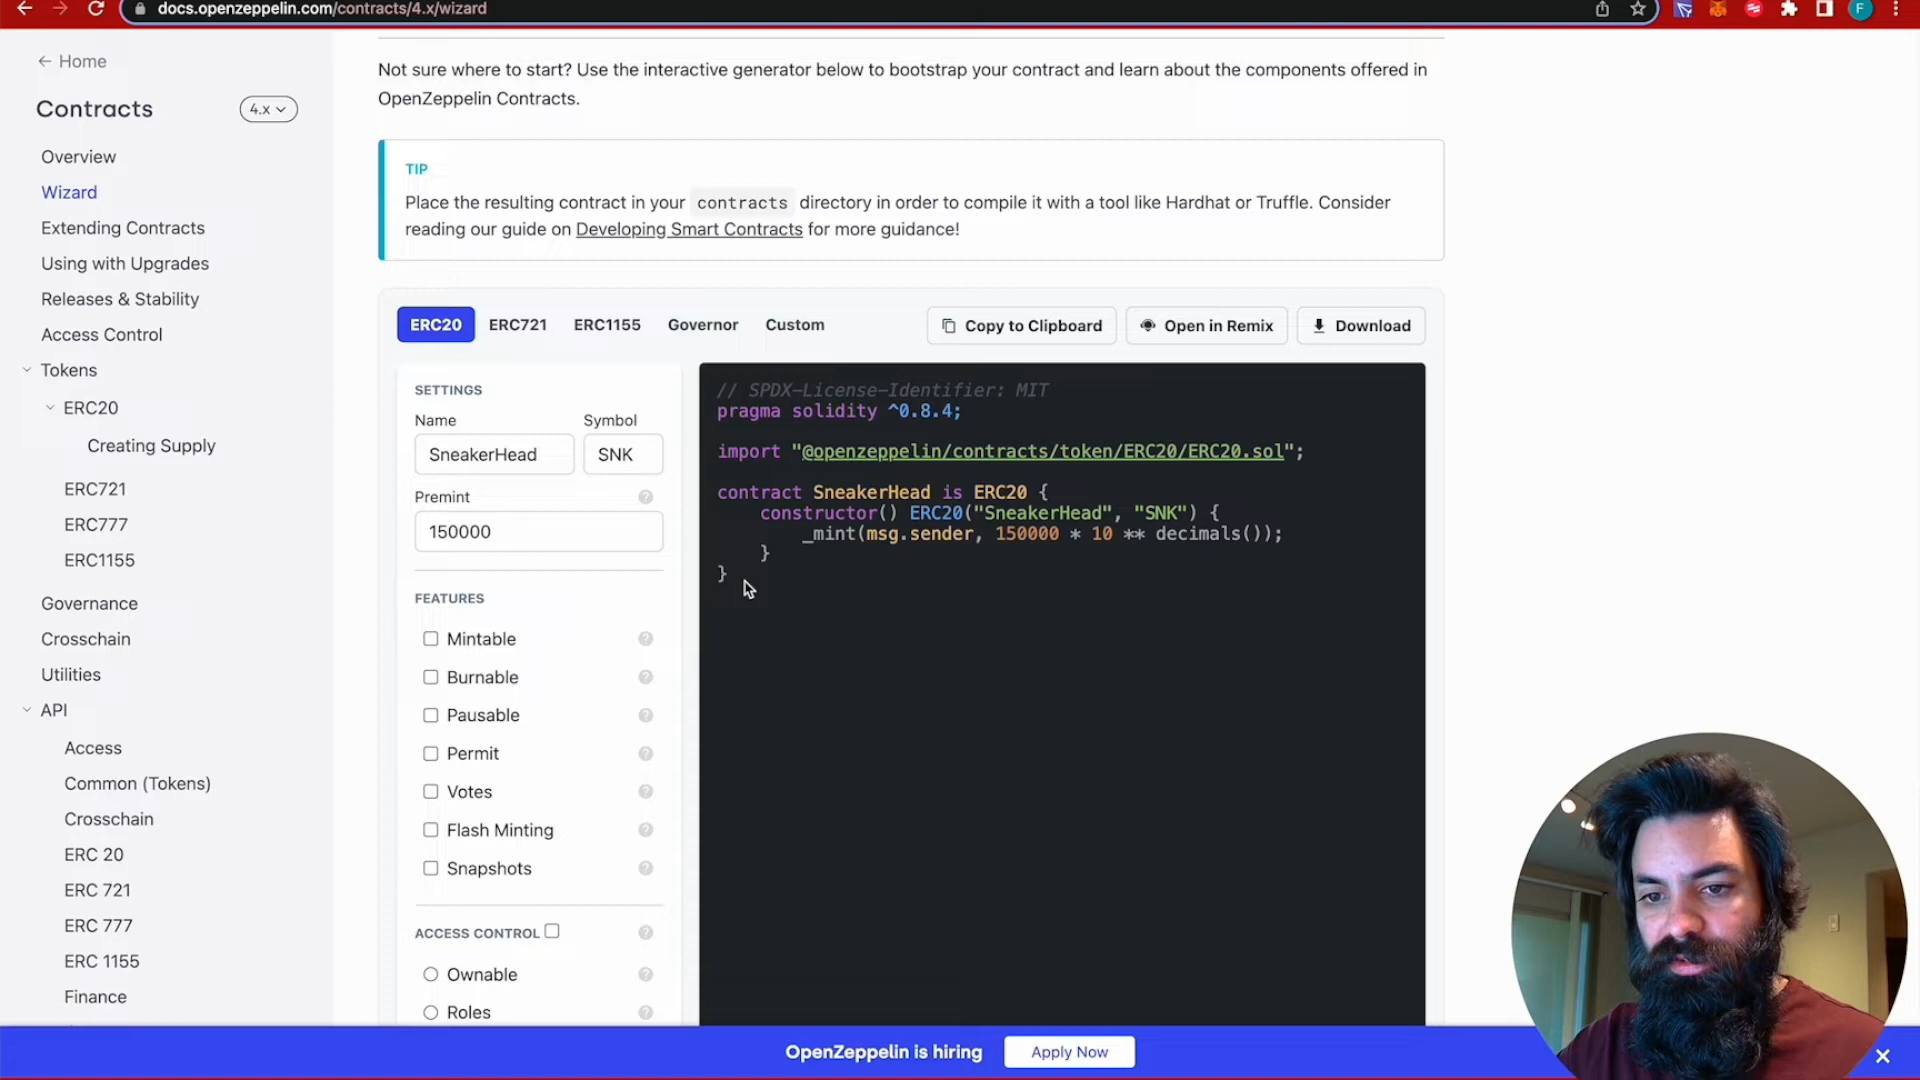 docs.openzeppelin.com/contracts/4.x/wizard
F
Home
Contracts
4.x
Overview
Wizard
Extending Contracts
Using with Upgrades
Releases & Stability
Access Control
Tokens
ERC20
Creating Supply
ERC721
ERC777
ERC1155
Governance
Crosschain
Utilities
API
Access
Common (Tokens)
Crosschain
ERC 20
ERC 721
ERC 777
ERC 1155
Finance
Not sure where to start? Use the interactive generator below to bootstrap your contract and learn about the components offered in
OpenZeppelin Contracts.
TIP
Place the resulting contract in your contracts directory in order to compile it with a tool like Hardhat or Truffle. Consider
reading our guide on Developing Smart Contracts for more guidance!
ERC20 ERC721 ERC1155 Governor Custom
Copy to Clipboard Open in Remix Download
SETTINGS
Name Symbol
SneakerHead SNK
Premint ?
150000
FEATURES
Mintable ?
Burnable ?
Pausable ?
Permit ?
Votes ?
Flash Minting ?
Snapshots ?
ACCESS CONTROL ?
Ownable ?
Roles ?
// SPDX-License-Identifier: MIT
pragma solidity ^0.8.4;
import "@openzeppelin/contracts/token/ERC20/ERC20.sol";
contract SneakerHead is ERC20 {
constructor() ERC20("SneakerHead", "SNK") {
_mint(msg.sender, 150000 * 10 ** decimals());
}
}
OpenZeppelin is hiring Apply Now